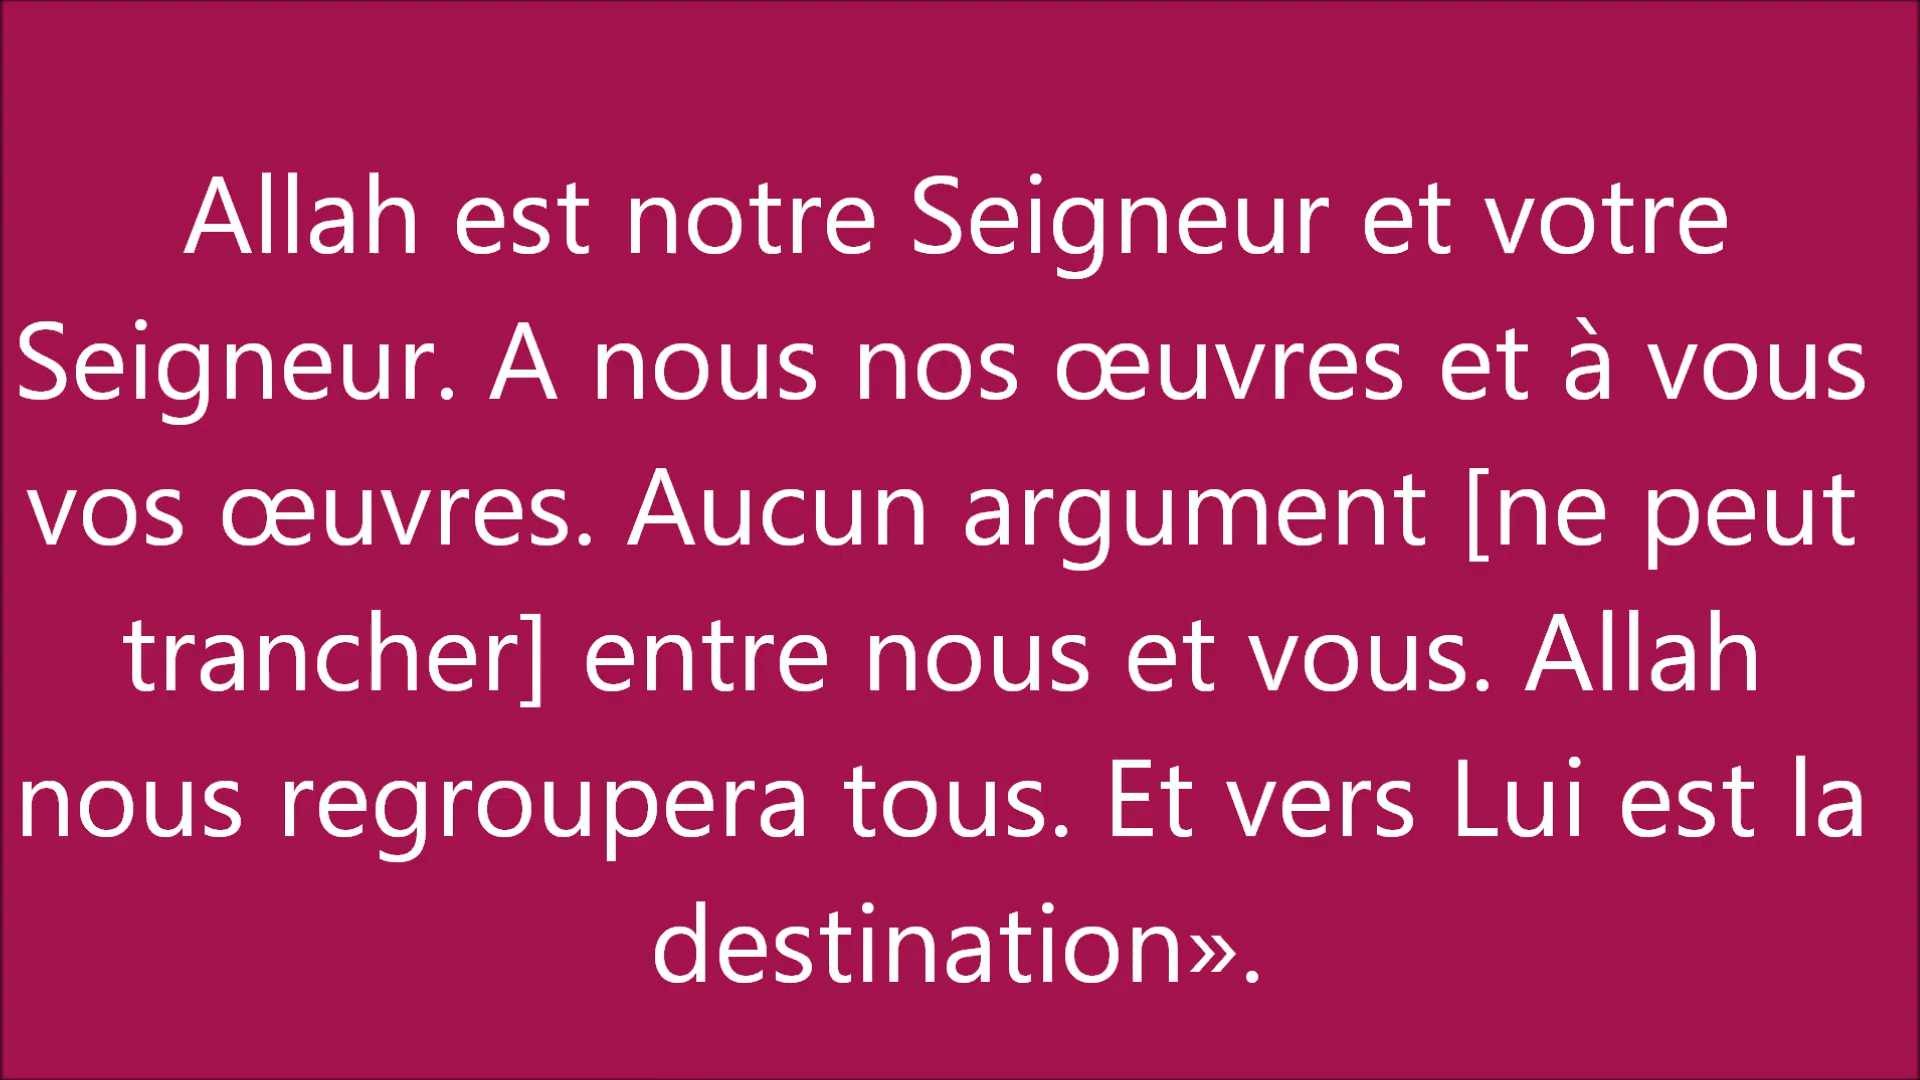 Allah est notre Seigneur et votre
Seigneur. A nous nos œuvres et à vous
vos œuvres. Aucun argument [ne peut
trancher] entre nous et vous. Allah
nous regroupera tous. Et vers Lui est la
destination».